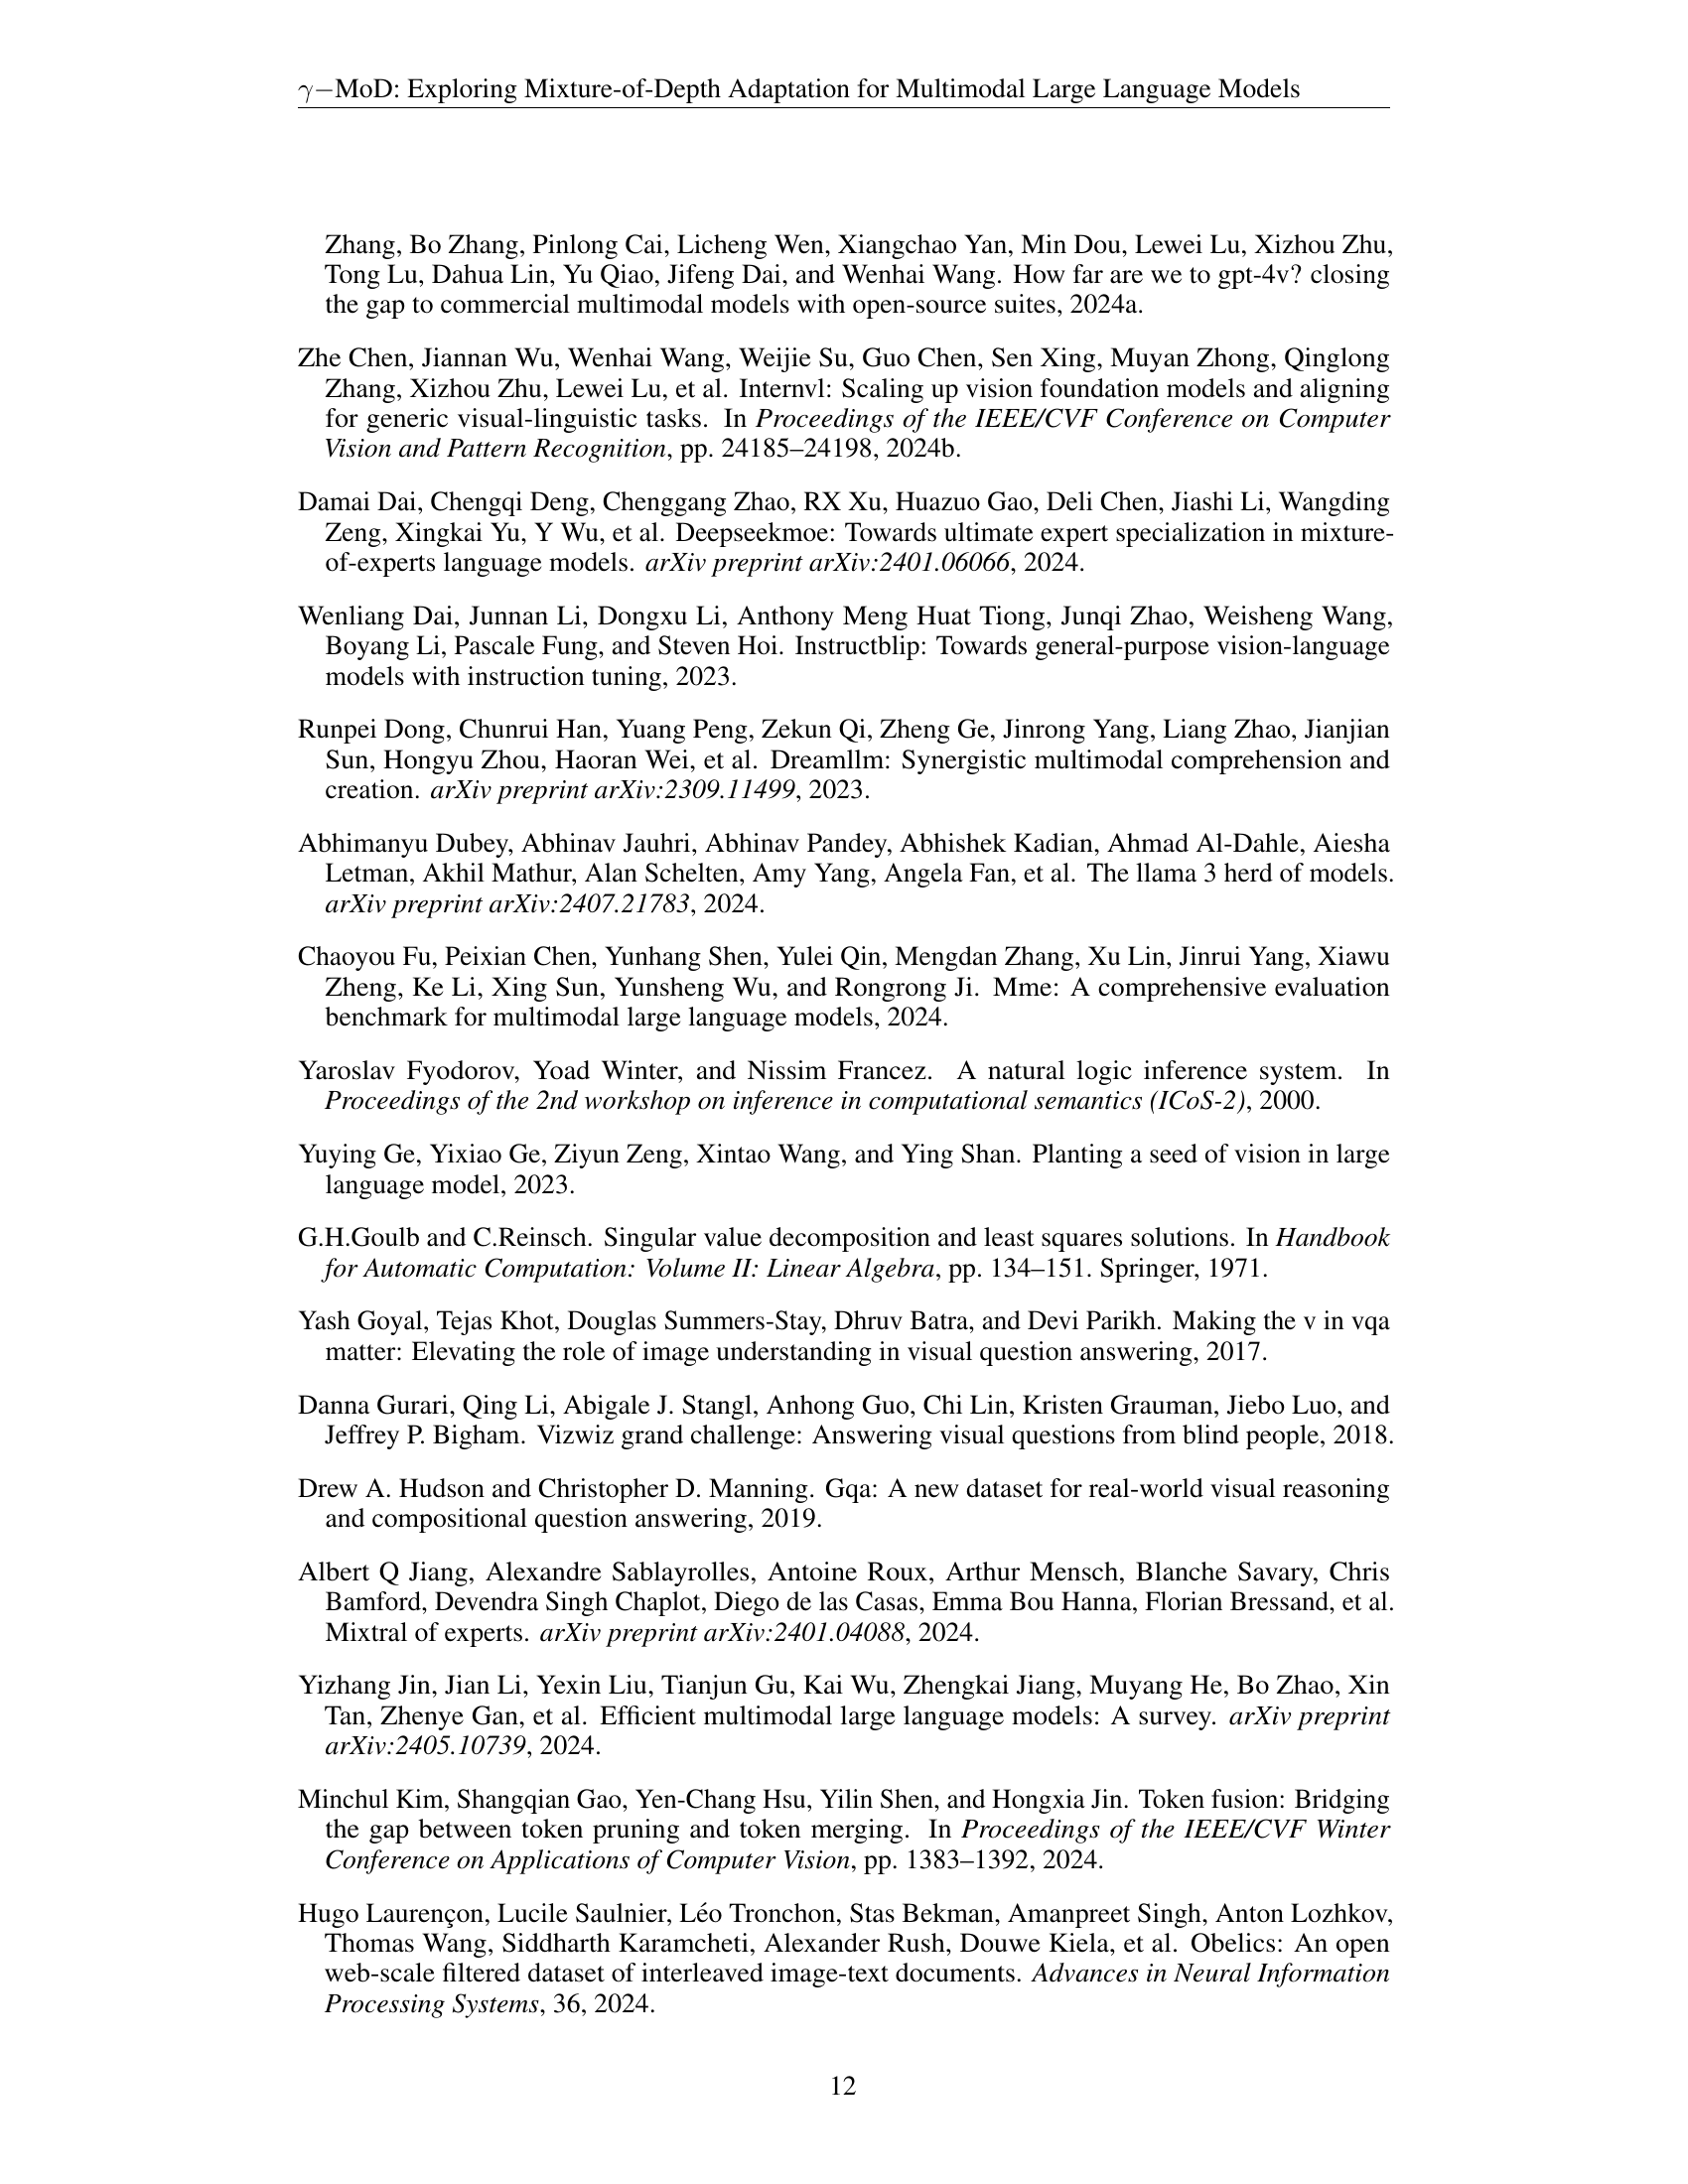 γ−MoD: Exploring Mixture-of-Depth Adaptation for Multimodal Large Language Models
Zhang, Bo Zhang, Pinlong Cai, Licheng Wen, Xiangchao Yan, Min Dou, Lewei Lu, Xizhou Zhu,
Tong Lu, Dahua Lin, Yu Qiao, Jifeng Dai, and Wenhai Wang. How far are we to gpt-4v? closing
the gap to commercial multimodal models with open-source suites, 2024a.
Zhe Chen, Jiannan Wu, Wenhai Wang, Weijie Su, Guo Chen, Sen Xing, Muyan Zhong, Qinglong
Zhang, Xizhou Zhu, Lewei Lu, et al. Internvl: Scaling up vision foundation models and aligning
for generic visual-linguistic tasks. In Proceedings of the IEEE/CVF Conference on Computer
Vision and Pattern Recognition, pp. 24185–24198, 2024b.
Damai Dai, Chengqi Deng, Chenggang Zhao, RX Xu, Huazuo Gao, Deli Chen, Jiashi Li, Wangding
Zeng, Xingkai Yu, Y Wu, et al. Deepseekmoe: Towards ultimate expert specialization in mixture-
of-experts language models. arXiv preprint arXiv:2401.06066, 2024.
Wenliang Dai, Junnan Li, Dongxu Li, Anthony Meng Huat Tiong, Junqi Zhao, Weisheng Wang,
Boyang Li, Pascale Fung, and Steven Hoi. Instructblip: Towards general-purpose vision-language
models with instruction tuning, 2023.
Runpei Dong, Chunrui Han, Yuang Peng, Zekun Qi, Zheng Ge, Jinrong Yang, Liang Zhao, Jianjian
Sun, Hongyu Zhou, Haoran Wei, et al. Dreamllm: Synergistic multimodal comprehension and
creation. arXiv preprint arXiv:2309.11499, 2023.
Abhimanyu Dubey, Abhinav Jauhri, Abhinav Pandey, Abhishek Kadian, Ahmad Al-Dahle, Aiesha
Letman, Akhil Mathur, Alan Schelten, Amy Yang, Angela Fan, et al. The llama 3 herd of models.
arXiv preprint arXiv:2407.21783, 2024.
Chaoyou Fu, Peixian Chen, Yunhang Shen, Yulei Qin, Mengdan Zhang, Xu Lin, Jinrui Yang, Xiawu
Zheng, Ke Li, Xing Sun, Yunsheng Wu, and Rongrong Ji. Mme: A comprehensive evaluation
benchmark for multimodal large language models, 2024.
Yaroslav Fyodorov, Yoad Winter, and Nissim Francez. A natural logic inference system. In
Proceedings of the 2nd workshop on inference in computational semantics (ICoS-2), 2000.
Yuying Ge, Yixiao Ge, Ziyun Zeng, Xintao Wang, and Ying Shan. Planting a seed of vision in large
language model, 2023.
G.H.Goulb and C.Reinsch. Singular value decomposition and least squares solutions. In Handbook
for Automatic Computation: Volume II: Linear Algebra, pp. 134–151. Springer, 1971.
Yash Goyal, Tejas Khot, Douglas Summers-Stay, Dhruv Batra, and Devi Parikh. Making the v in vqa
matter: Elevating the role of image understanding in visual question answering, 2017.
Danna Gurari, Qing Li, Abigale J. Stangl, Anhong Guo, Chi Lin, Kristen Grauman, Jiebo Luo, and
Jeffrey P. Bigham. Vizwiz grand challenge: Answering visual questions from blind people, 2018.
Drew A. Hudson and Christopher D. Manning. Gqa: A new dataset for real-world visual reasoning
and compositional question answering, 2019.
Albert Q Jiang, Alexandre Sablayrolles, Antoine Roux, Arthur Mensch, Blanche Savary, Chris
Bamford, Devendra Singh Chaplot, Diego de las Casas, Emma Bou Hanna, Florian Bressand, et al.
Mixtral of experts. arXiv preprint arXiv:2401.04088, 2024.
Yizhang Jin, Jian Li, Yexin Liu, Tianjun Gu, Kai Wu, Zhengkai Jiang, Muyang He, Bo Zhao, Xin
Tan, Zhenye Gan, et al. Efficient multimodal large language models: A survey. arXiv preprint
arXiv:2405.10739, 2024.
Minchul Kim, Shangqian Gao, Yen-Chang Hsu, Yilin Shen, and Hongxia Jin. Token fusion: Bridging
the gap between token pruning and token merging. In Proceedings of the IEEE/CVF Winter
Conference on Applications of Computer Vision, pp. 1383–1392, 2024.
Hugo Laurençon, Lucile Saulnier, Léo Tronchon, Stas Bekman, Amanpreet Singh, Anton Lozhkov,
Thomas Wang, Siddharth Karamcheti, Alexander Rush, Douwe Kiela, et al. Obelics: An open
web-scale filtered dataset of interleaved image-text documents. Advances in Neural Information
Processing Systems, 36, 2024.
12